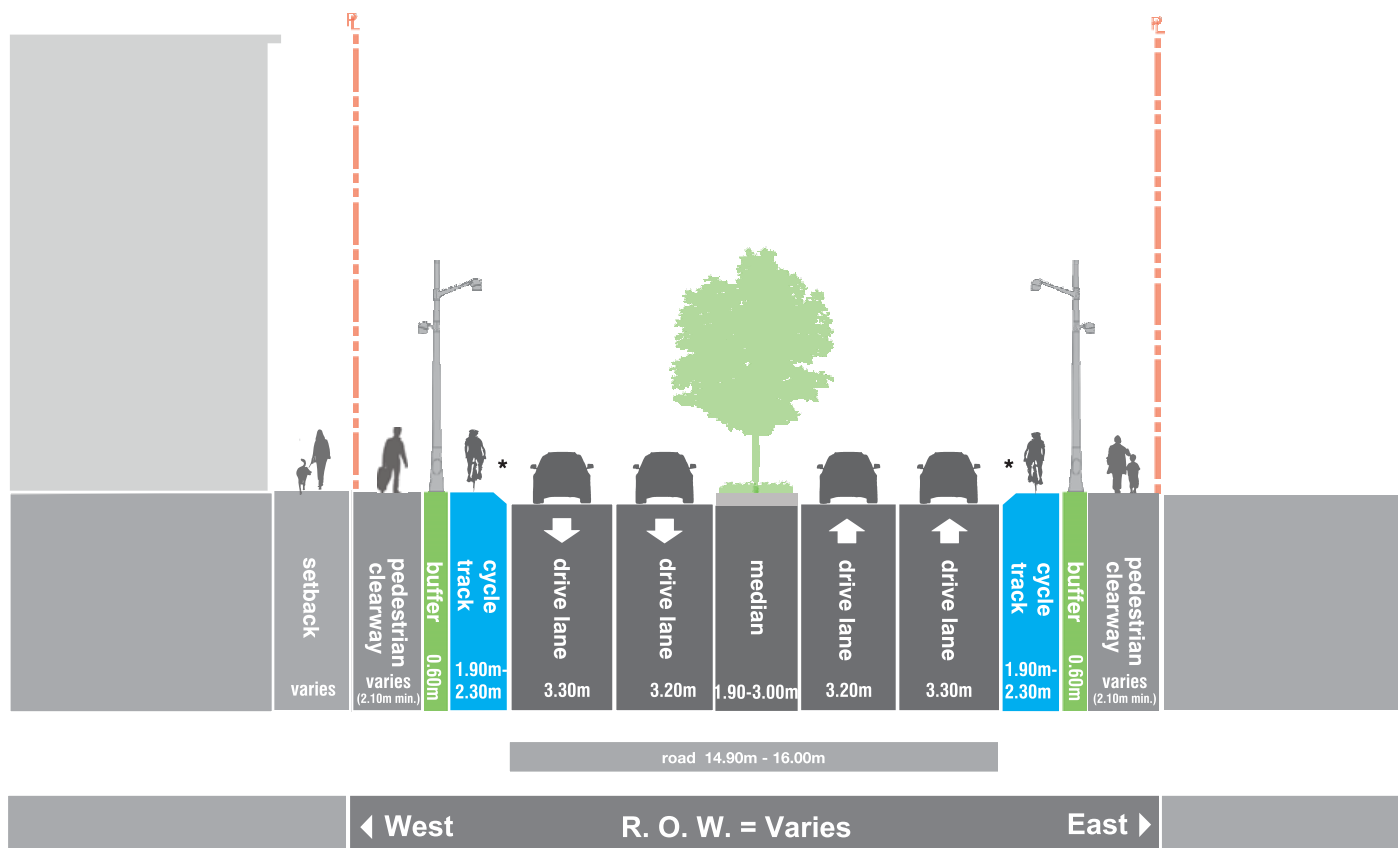 PL
PL
*
*
setback
varies
pedestrian
clearway
varies
(2.10m min.)
buffer
0.60m
cycle
track
1.90m-
2.30m
drive lane
3.30m
drive lane
3.20m
median
1.90-3.00m
drive lane
3.20m
drive lane
3.30m
cycle
track
1.90m-
2.30m
buffer
0.60m
pedestrian
clearway
varies
(2.10m min.)
road 14.90m - 16.00m
West
R. O. W. = Varies
East